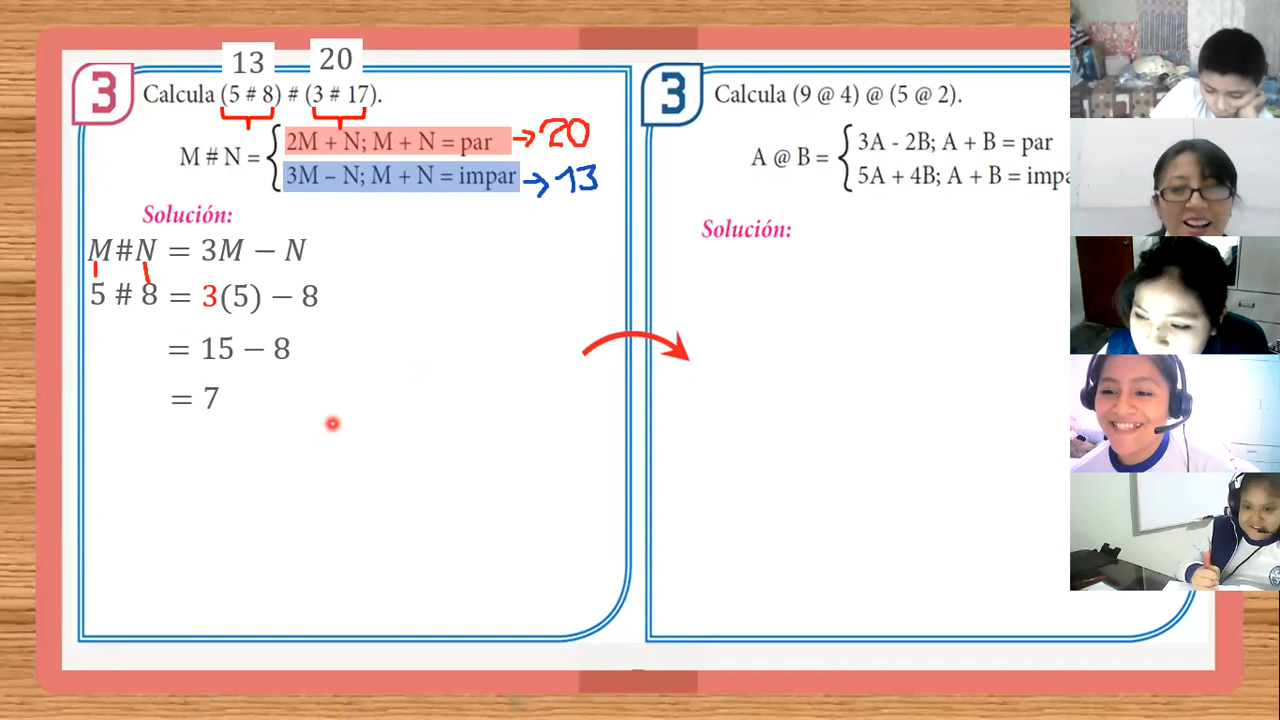 13
20
3
Calcula (5 # 8) # (3 # 17).
M # N =
2M + N; M + N = par
→ 20
3M – N; M + N = impar
→ 13
Solución:
M#N = 3M − N
5 # 8 = 3(5) − 8
= 15 − 8
= 7
3
Calcula (9 @ 4) @ (5 @ 2).
A @ B =
3A - 2B; A + B = par
5A + 4B; A + B = impa
Solución: